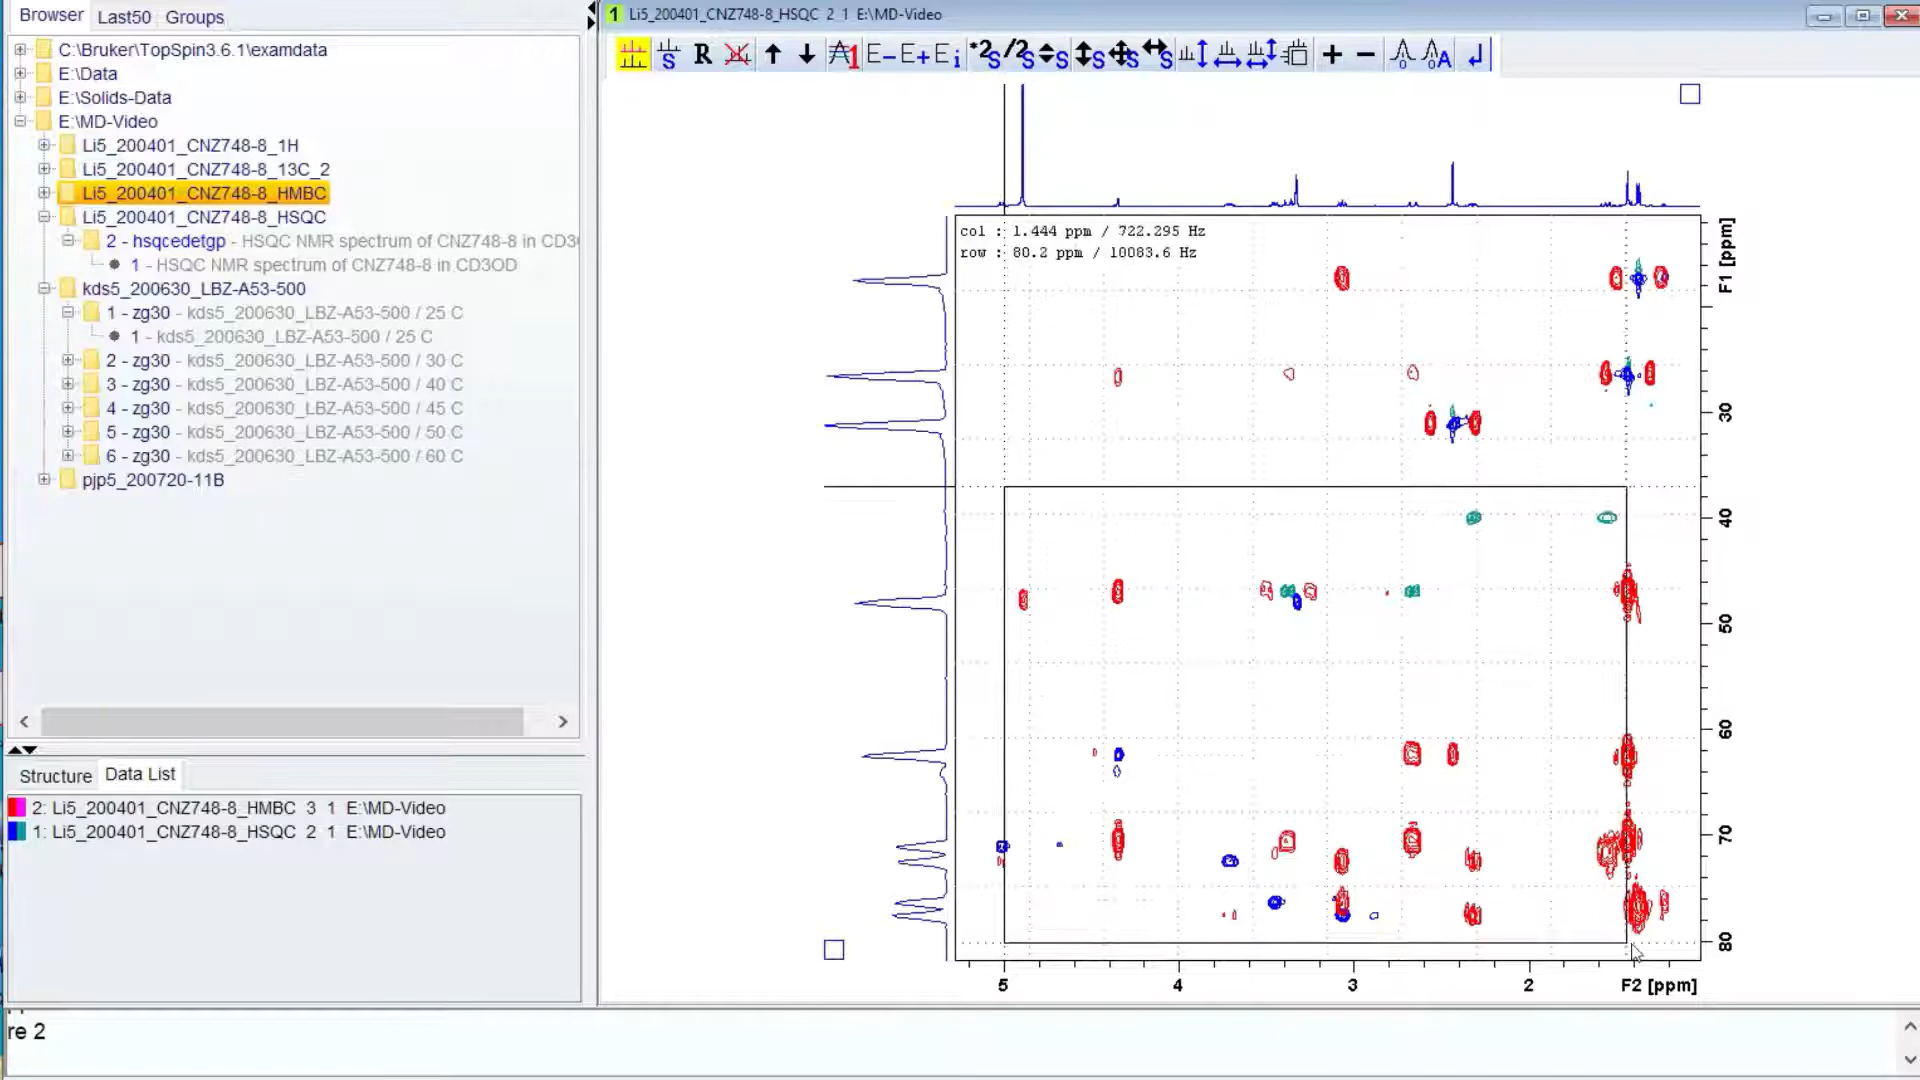 Browser Last50 Groups
C:\Bruker\TopSpin3.6.1\examdata
E:\Data
E:\Solids-Data
E:\MD-Video
Li5_200401_CNZ748-8_1H
Li5_200401_CNZ748-8_13C_2
Li5_200401_CNZ748-8_HMBC
Li5_200401_CNZ748-8_HSQC
2 - hsqcedetgp - HSQC NMR spectrum of CNZ748-8 in CD3
1 - HSQC NMR spectrum of CNZ748-8 in CD3OD
kds5_200630_LBZ-A53-500
1 - zg30 - kds5_200630_LBZ-A53-500 / 25 C
1 - kds5_200630_LBZ-A53-500 / 25 C
2 - zg30 - kds5_200630_LBZ-A53-500 / 30 C
3 - zg30 - kds5_200630_LBZ-A53-500 / 40 C
4 - zg30 - kds5_200630_LBZ-A53-500 / 45 C
5 - zg30 - kds5_200630_LBZ-A53-500 / 50 C
6 - zg30 - kds5_200630_LBZ-A53-500 / 60 C
pjp5_200720-11B
Structure Data List
2: Li5_200401_CNZ748-8_HMBC 3 1 E:\MD-Video
1: Li5_200401_CNZ748-8_HSQC 2 1 E:\MD-Video
re 2
1 Li5_200401_CNZ748-8_HSQC 2 1 E:\MD-Video
S R 1 E- E+ Ei *2S /2S S S S S + - A
col : 1.444 ppm / 722.295 Hz
row : 80.2 ppm / 10083.6 Hz
F1 [ppm]
30
40
50
60
70
80
5 4 3 2 F2 [ppm]